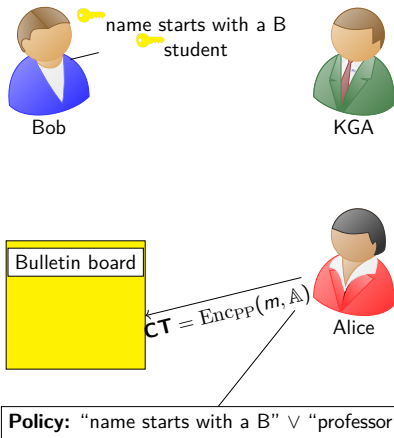 name starts with a B
student
Bob
KGA
Bulletin board
CT = Enc_PP(m, 𝔸)
Alice
Policy: “name starts with a B” ∨ “professor